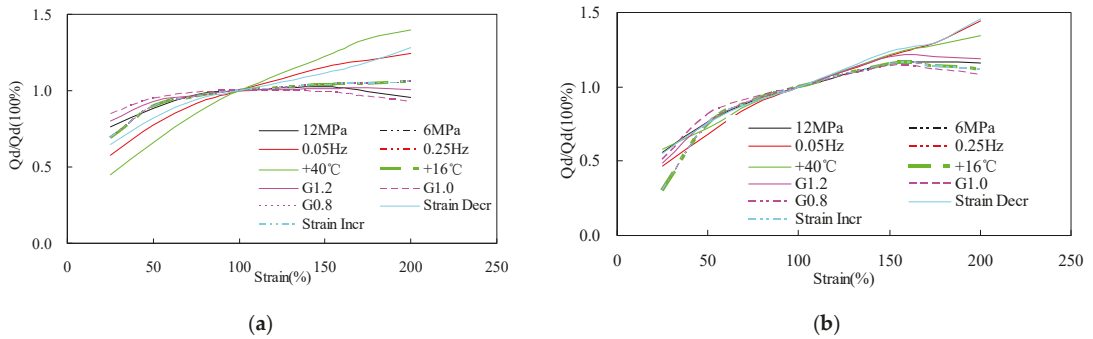 (a)
1.5
1.0
0.5
0.0
Qd/Qd(100%)
12MPa 6MPa
0.05Hz 0.25Hz
+40℃ +16℃
G1.2 G1.0
G0.8 Strain Decr
Strain Incr
0 50 100 150 200 250
Strain(%)
(a)
(b)
1.5
1.0
0.5
0.0
Qd/Qd(100%)
12MPa 6MPa
0.05Hz 0.25Hz
+40℃ +16℃
G1.2 G1.0
G0.8 Strain Decr
Strain Incr
0 50 100 150 200 250
Strain(%)
(b)